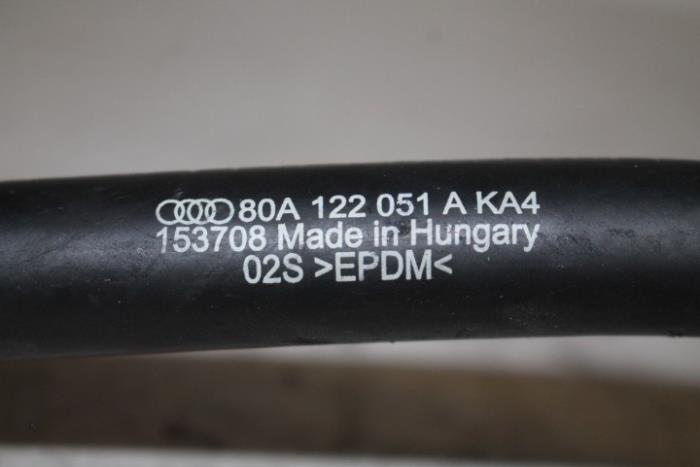 80A 122 051 A KA4
153708 Made in Hungary
02S >EPDM<